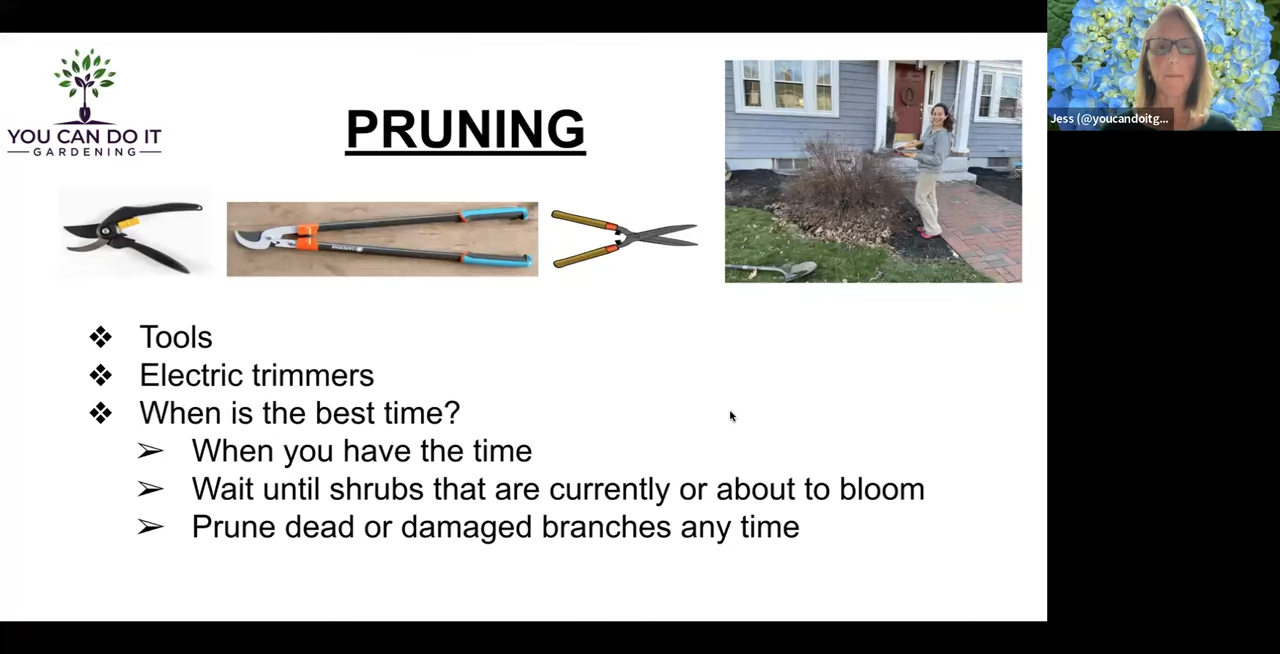 YOU CAN DO IT
GARDENING
PRUNING
Jess (@youcandoitg...
Tools
Electric trimmers
When is the best time?
When you have the time
Wait until shrubs that are currently or about to bloom
Prune dead or damaged branches any time